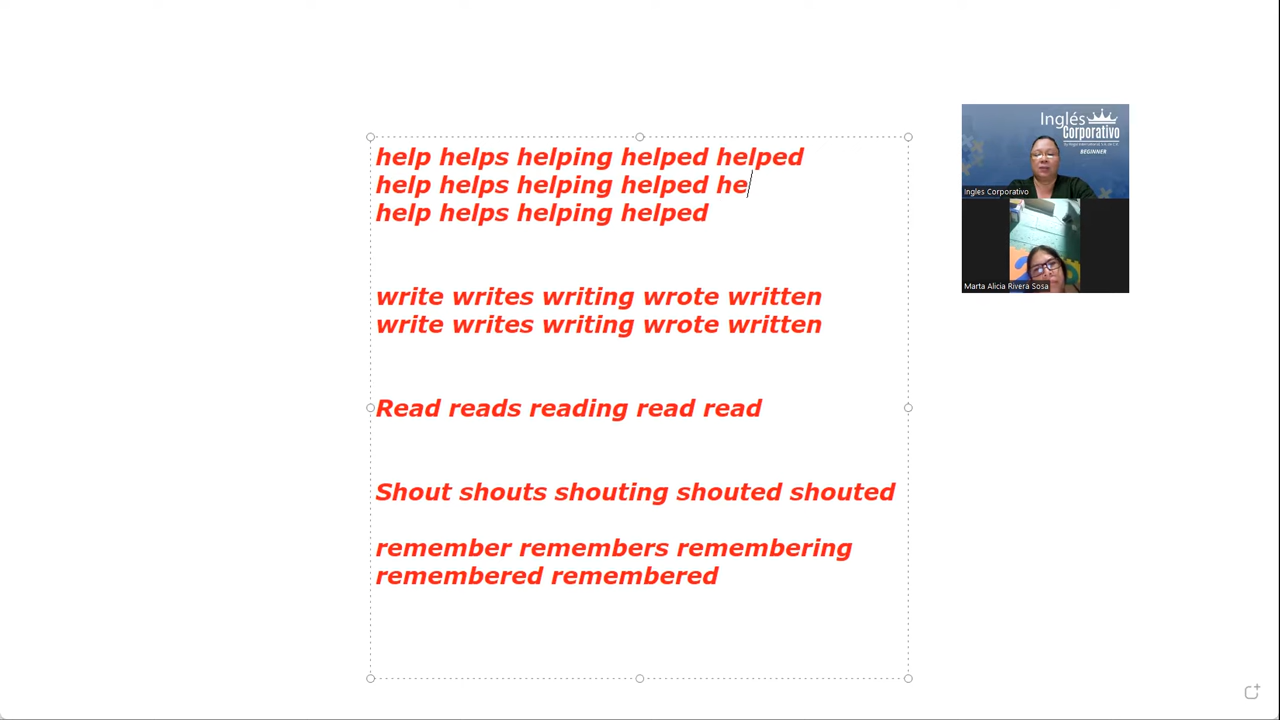 help helps helping helped helped
help helps helping helped he
help helps helping helped
write writes writing wrote written
write writes writing wrote written
Read reads reading read read
Shout shouts shouting shouted shouted
remember remembers remembering
remembered remembered
Inglés
Corporativo
BEGINNER
Ingles Corporativo
Marta Alicia Rivera Sosa